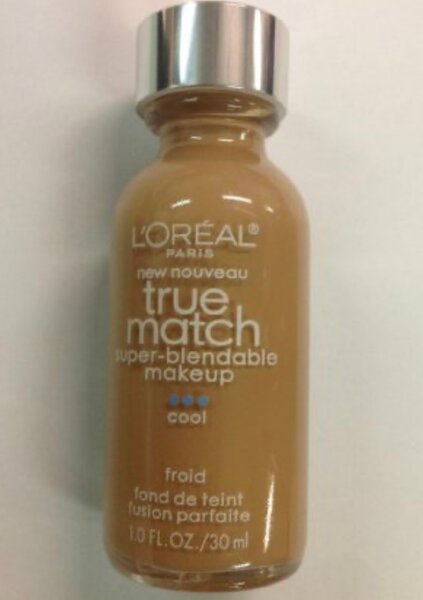 L'ORÉAL®
PARIS
new nouveau
true
match
super-blendable
makeup
cool
froid
fond de teint
fusion parfaite
1.0 FL.OZ./30 ml